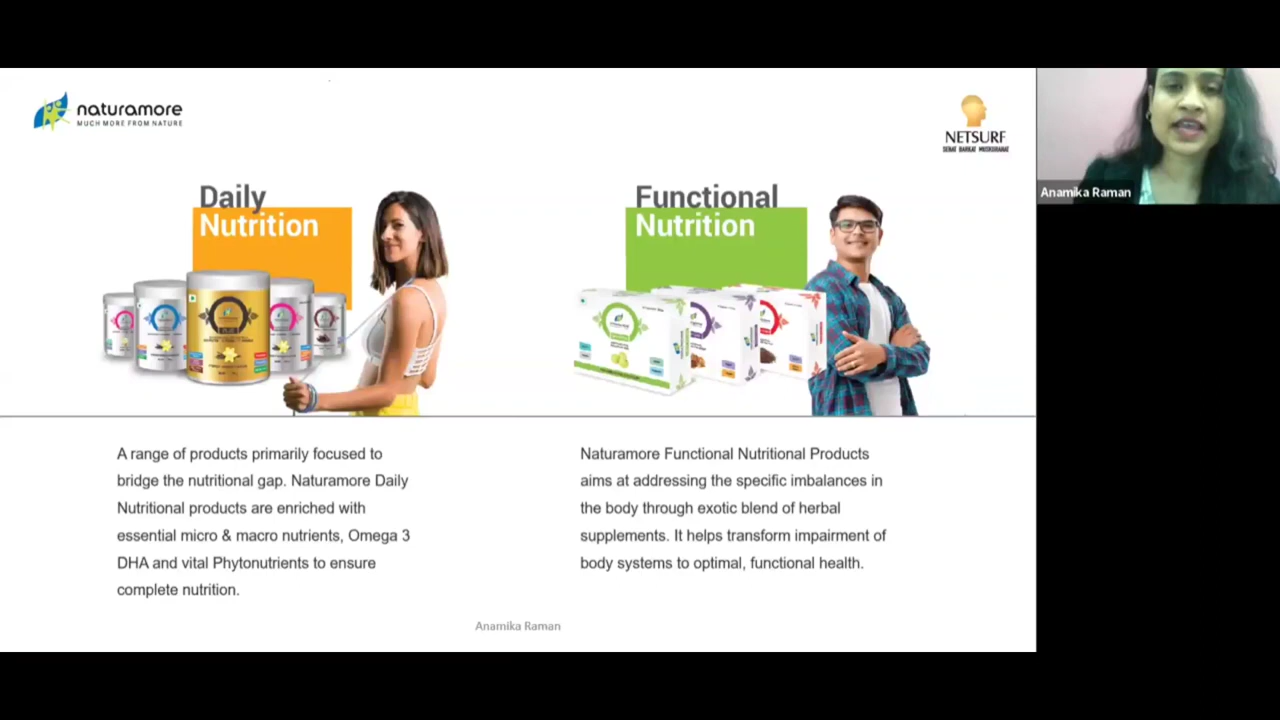 naturamore
MUCH MORE FROM NATURE
NETSURF
SEHAT BARKAT MUSKURAHAT
Anamika Raman
Daily
Nutrition
Functional
Nutrition
A range of products primarily focused to
bridge the nutritional gap. Naturamore Daily
Nutritional products are enriched with
essential micro & macro nutrients, Omega 3
DHA and vital Phytonutrients to ensure
complete nutrition.
Naturamore Functional Nutritional Products
aims at addressing the specific imbalances in
the body through exotic blend of herbal
supplements. It helps transform impairment of
body systems to optimal, functional health.
Anamika Raman